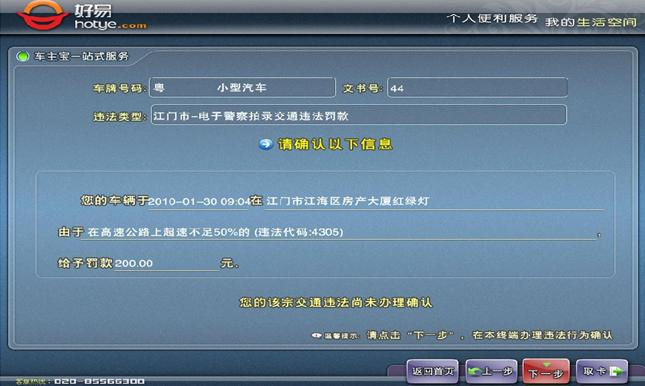 好易
hotye.com
个人便利服务 我的生活空间
车主宝一站式服务
车牌号码: 粤 小型汽车 文书号: 44
违法类型: 江门市-电子警察拍录交通违法罚款
请确认以下信息
您的车辆于2010-01-30 09:04在 江门市江海区房产大厦红绿灯
由于 在高速公路上超速不足50%的 (违法代码:4305) ,
给予罚款 200.00 元。
您的该宗交通违法尚未办理确认
温馨提示: 请点击“下一步”, 在本终端办理违法行为确认
返回首页 上一步 下一步 取卡
客服热线: 020-85566300